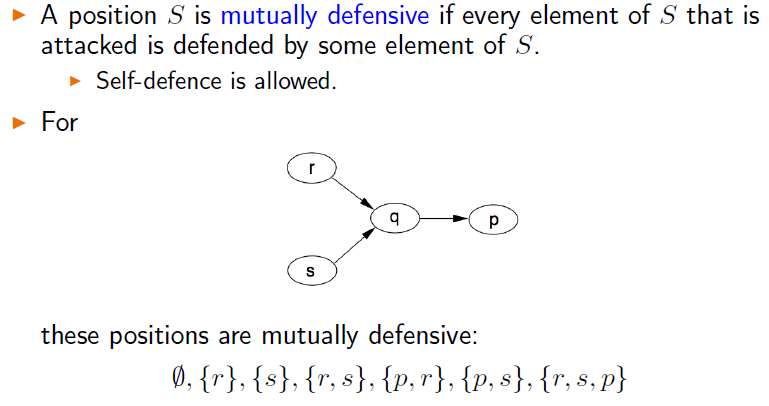 ▶ A position S is mutually defensive if every element of S that is
attacked is defended by some element of S.
▶ Self-defence is allowed.
▶ For
r
q
p
s
these positions are mutually defensive:
∅, {r}, {s}, {r, s}, {p, r}, {p, s}, {r, s, p}